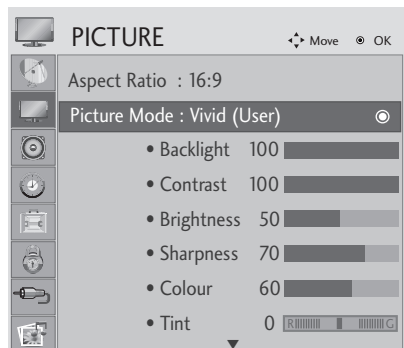 PICTURE Move OK
Aspect Ratio : 16:9
Picture Mode : Vivid (User)
• Backlight 100
• Contrast 100
• Brightness 50
• Sharpness 70
• Colour 60
• Tint 0 R G